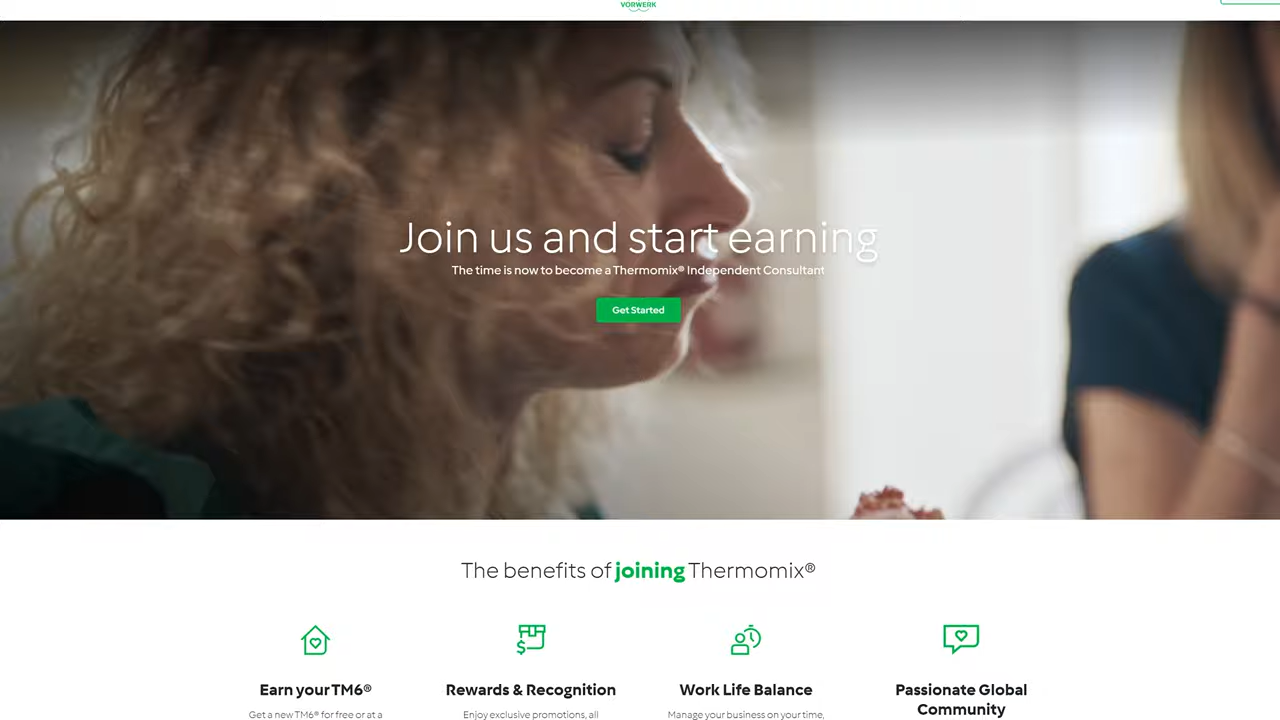 VORWERK
Join us and start earning
The time is now to become a Thermomix® Independent Consultant
Get Started
The benefits of joining Thermomix®
Earn your TM6®
Rewards & Recognition
Work Life Balance
Passionate Global
Community
Get a new TM6® for free or at a
Enjoy exclusive promotions, all
Manage your business on your time,